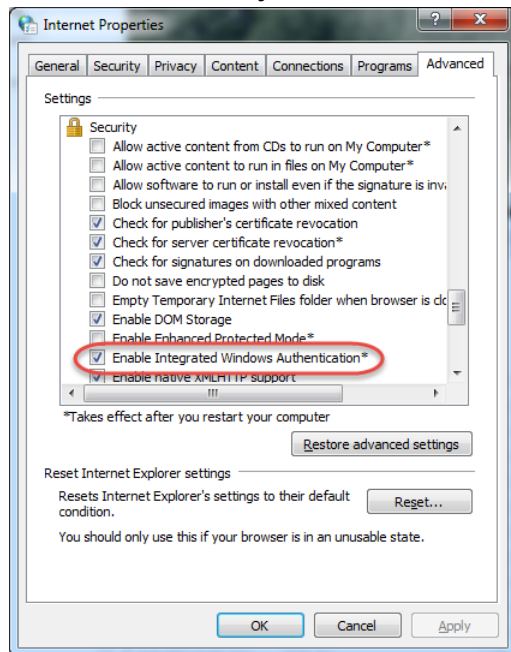 Internet Properties
?
X
General Security Privacy Content Connections Programs Advanced
Settings
Security
Allow active content from CDs to run on My Computer*
Allow active content to run in files on My Computer*
Allow software to run or install even if the signature is inva
Block unsecured images with other mixed content
Check for publisher's certificate revocation
Check for server certificate revocation*
Check for signatures on downloaded programs
Do not save encrypted pages to disk
Empty Temporary Internet Files folder when browser is clc
Enable DOM Storage
Enable Enhanced Protected Mode*
Enable Integrated Windows Authentication*
Enable native XMLHTTP support
*Takes effect after you restart your computer
Restore advanced settings
Reset Internet Explorer settings
Resets Internet Explorer's settings to their default
condition.
Reset...
You should only use this if your browser is in an unusable state.
OK Cancel Apply